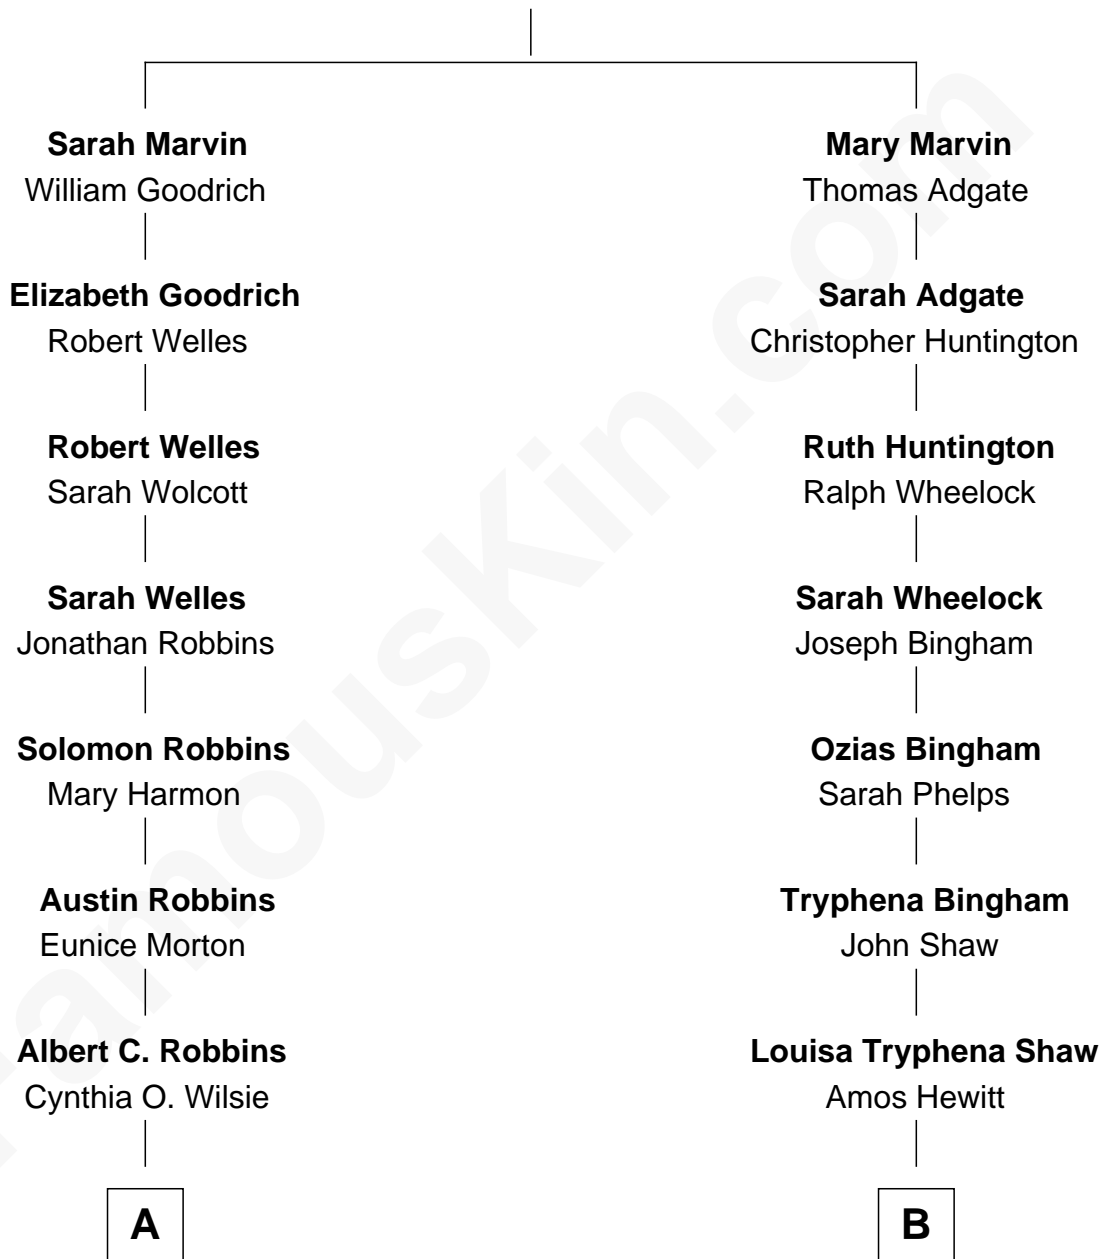 Sarah Marvin
William Goodrich
Elizabeth Goodrich
Robert Welles
Robert Welles
Sarah Wolcott
Sarah Welles
Jonathan Robbins
Solomon Robbins
Mary Harmon
Austin Robbins
Eunice Morton
Albert C. Robbins
Cynthia O. Wilsie
A
Mary Marvin
Thomas Adgate
Sarah Adgate
Christopher Huntington
Ruth Huntington
Ralph Wheelock
Sarah Wheelock
Joseph Bingham
Ozias Bingham
Sarah Phelps
Tryphena Bingham
John Shaw
Louisa Tryphena Shaw
Amos Hewitt
B
FamousKin.com